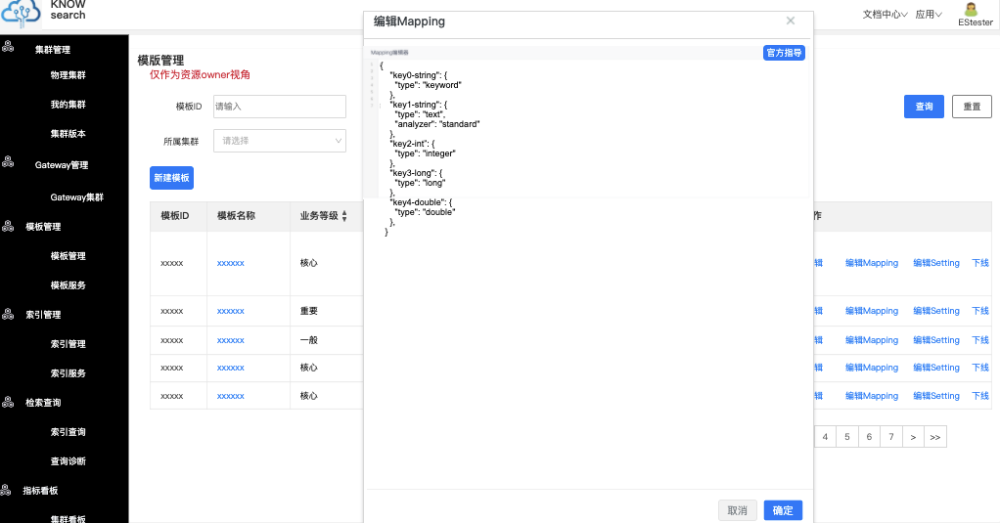 KNOW
search
文档中心
应用
EStester
集群管理
物理集群
我的集群
集群版本
Gateway管理
Gateway集群
模板管理
模板管理
模板服务
索引管理
索引管理
索引服务
检索查询
索引查询
查询诊断
指标看板
集群看板
模版管理
仅作为资源owner视角
模板ID
请输入
所属集群
请选择
查询
重置
新建模板
模板ID 模板名称 业务等级 作
xxxxx xxxxxx 核心 辑 编辑Mapping 编辑Setting 下线
xxxxx xxxxxx 重要 辑 编辑Mapping 编辑Setting 下线
xxxxx xxxxxx 一般 辑 编辑Mapping 编辑Setting 下线
xxxxx xxxxxx 核心 辑 编辑Mapping 编辑Setting 下线
xxxxx xxxxxx 核心 辑 编辑Mapping 编辑Setting 下线
4 5 6 7 > >>
编辑Mapping
Mapping编辑器
官方指导
{
"key0-string": {
"type": "keyword"
},
"key1-string": {
"type": "text",
"analyzer": "standard"
},
"key2-int": {
"type": "integer"
},
"key3-long": {
"type": "long"
},
"key4-double": {
"type": "double"
},
}
取消
确定